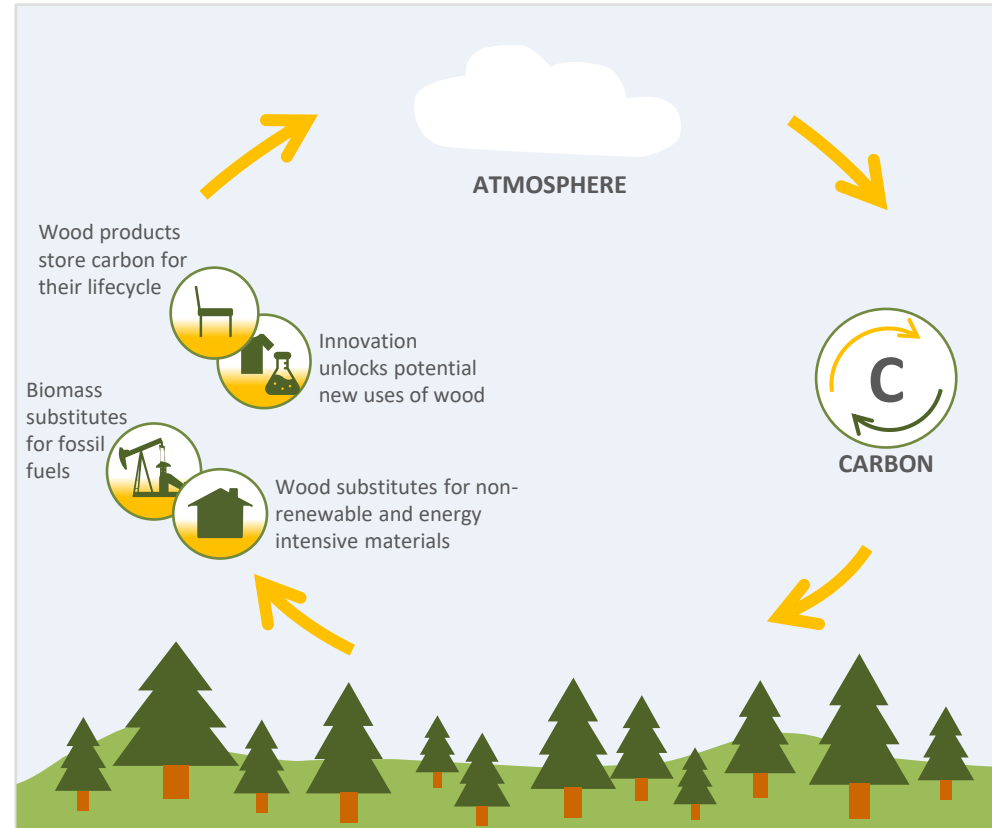 ATMOSPHERE
Wood products
store carbon for
their lifecycle
Innovation
unlocks potential
new uses of wood
Biomass
substitutes
for fossil
fuels
Wood substitutes for non-
renewable and energy
intensive materials
C
CARBON